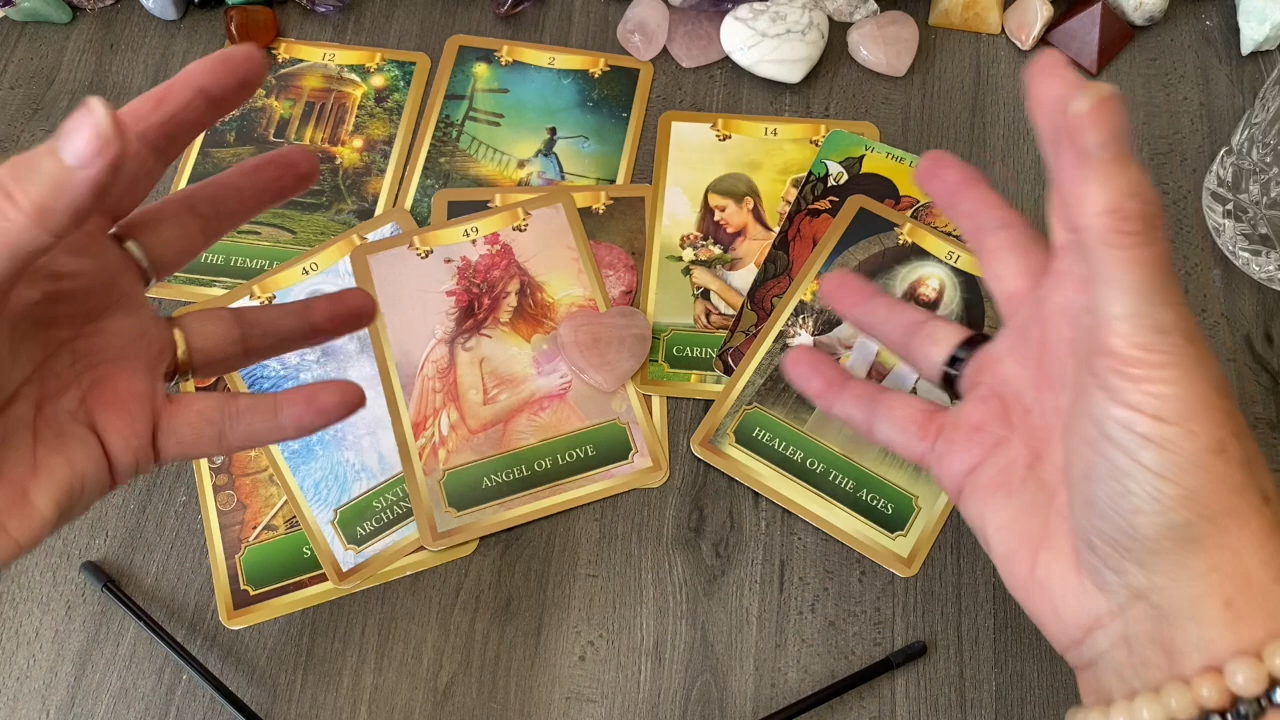 12
THE TEMPLE
2
14
CARIN
VI - THE L
40
SIXT
ARCHAN
49
ANGEL OF LOVE
51
HEALER OF THE AGES
S